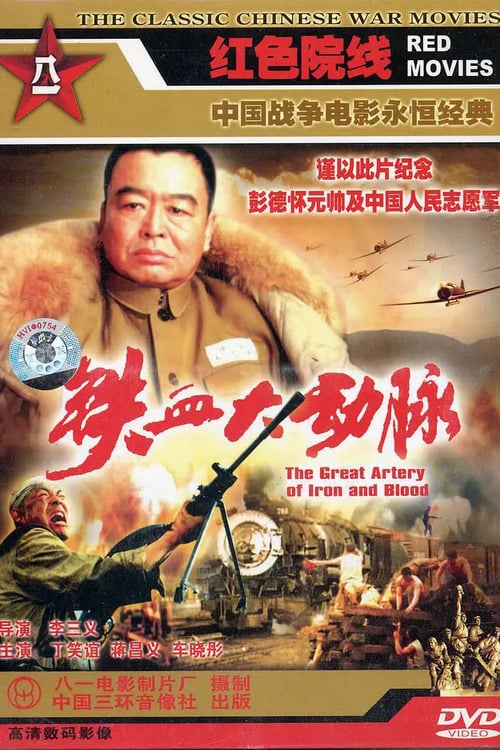 THE CLASSIC CHINESE WAR MOVIES
八一
红色院线
RED
MOVIES
中国战争电影永恒经典
谨以此片纪念
彭德怀元帅及中国人民志愿军
HVI 0754
铁血大动脉
The Great Artery
of Iron and Blood
导演 李三义
主演 丁笑谊 蒋昌义 车晓彤
八一电影制片厂 摄制
中国三环音像社 出版
高清数码影像
DVD
VIDEO